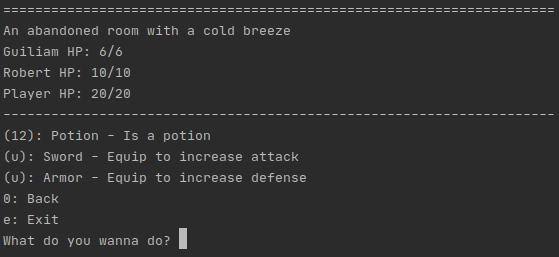 ======================================================================
An abandoned room with a cold breeze
Guiliam HP: 6/6
Robert HP: 10/10
Player HP: 20/20
----------------------------------------------------------------------
(12): Potion - Is a potion
(u): Sword - Equip to increase attack
(u): Armor - Equip to increase defense
0: Back
e: Exit
What do you wanna do?